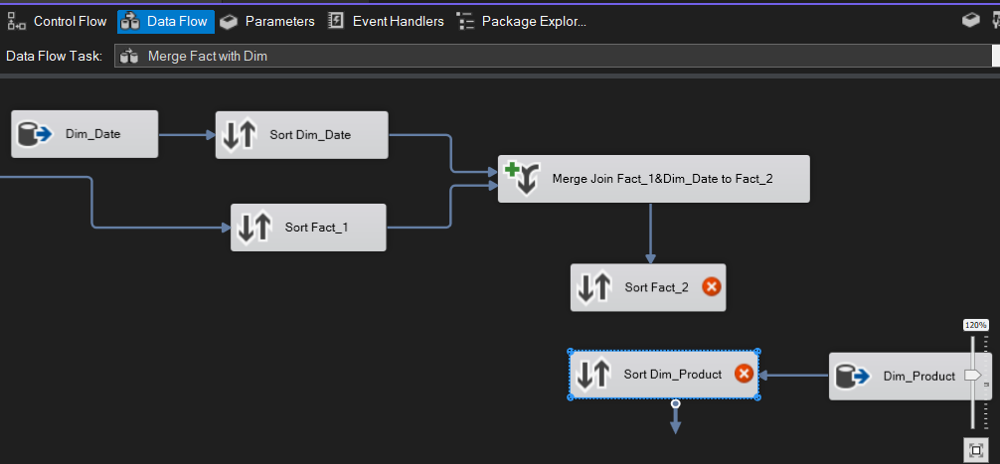 Control Flow
Data Flow
Parameters
Event Handlers
Package Explor...
Data Flow Task:
Merge Fact with Dim
Dim_Date
Sort Dim_Date
Merge Join Fact_1&Dim_Date to Fact_2
Sort Fact_1
Sort Fact_2
120%
Sort Dim_Product
Dim_Product